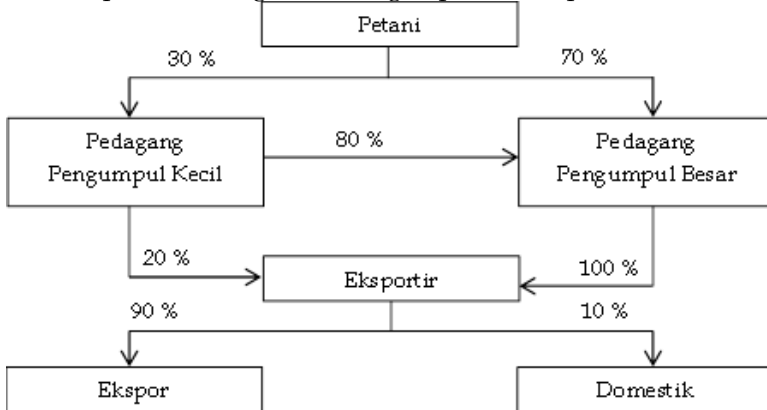 Petani
30 %
70 %
Pedagang
Pengumpul Kecil
80 %
Pedagang
Pengumpul Besar
20 %
Eksportir
100 %
90 %
10 %
Ekspor
Domestik